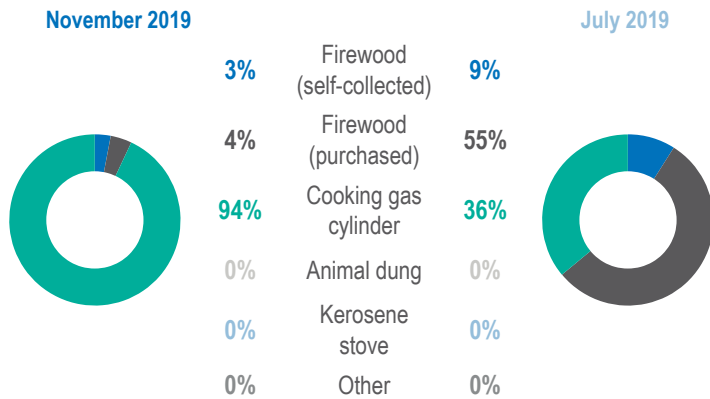 November 2019 July 2019
3% Firewood (self-collected) 9%
4% Firewood (purchased) 55%
94% Cooking gas cylinder 36%
0% Animal dung 0%
0% Kerosene stove 0%
0% Other 0%